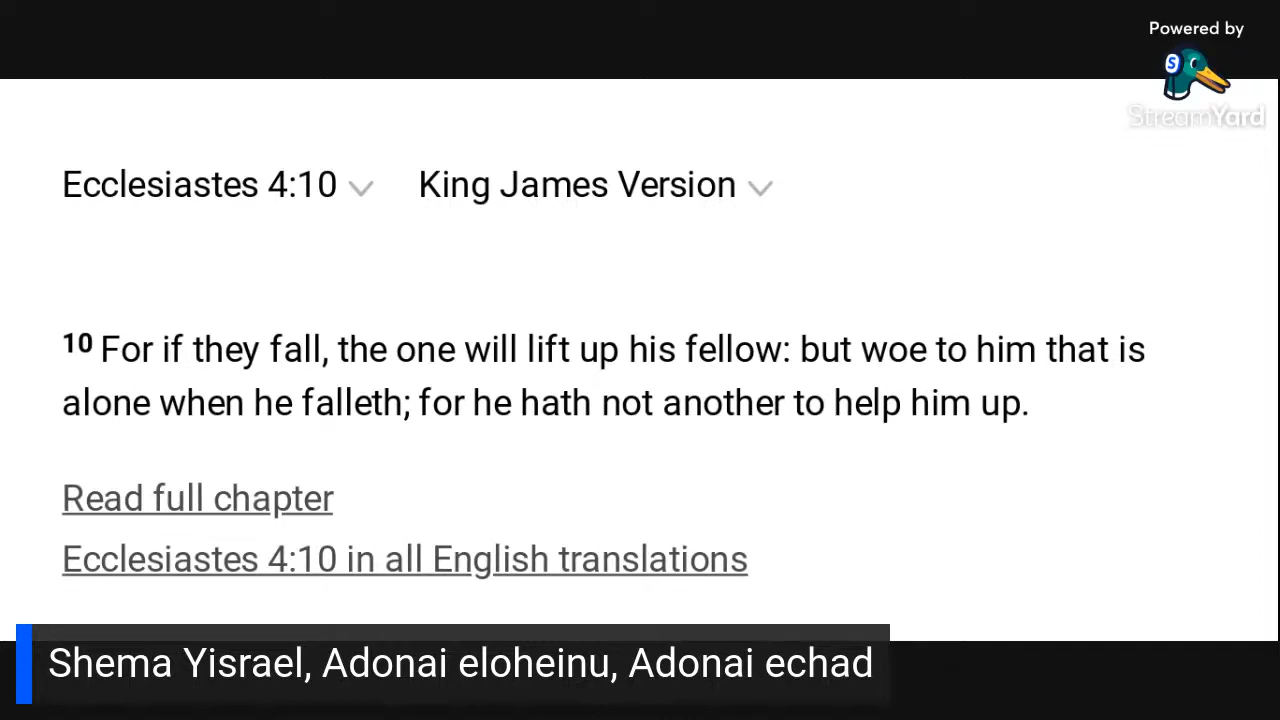 Powered by
S
StreamYard
Ecclesiastes 4:10 King James Version
10 For if they fall, the one will lift up his fellow: but woe to him that is
alone when he falleth; for he hath not another to help him up.
Read full chapter
Ecclesiastes 4:10 in all English translations
Shema Yisrael, Adonai eloheinu, Adonai echad